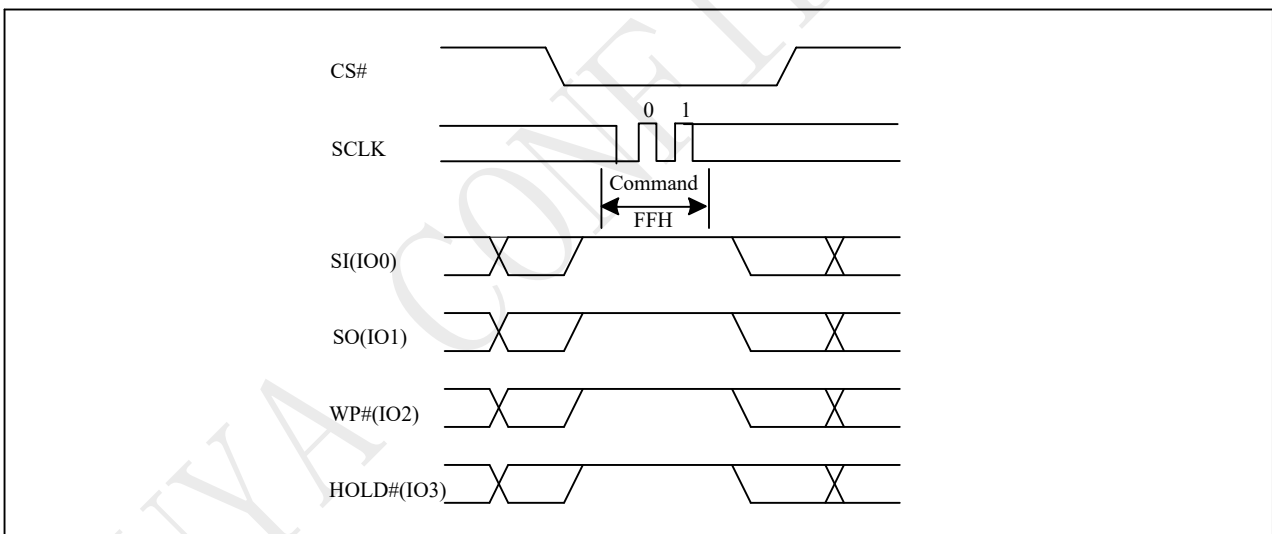 CS#
0 1
SCLK
Command
FFH
SI(IO0)
SO(IO1)
WP#(IO2)
HOLD#(IO3)